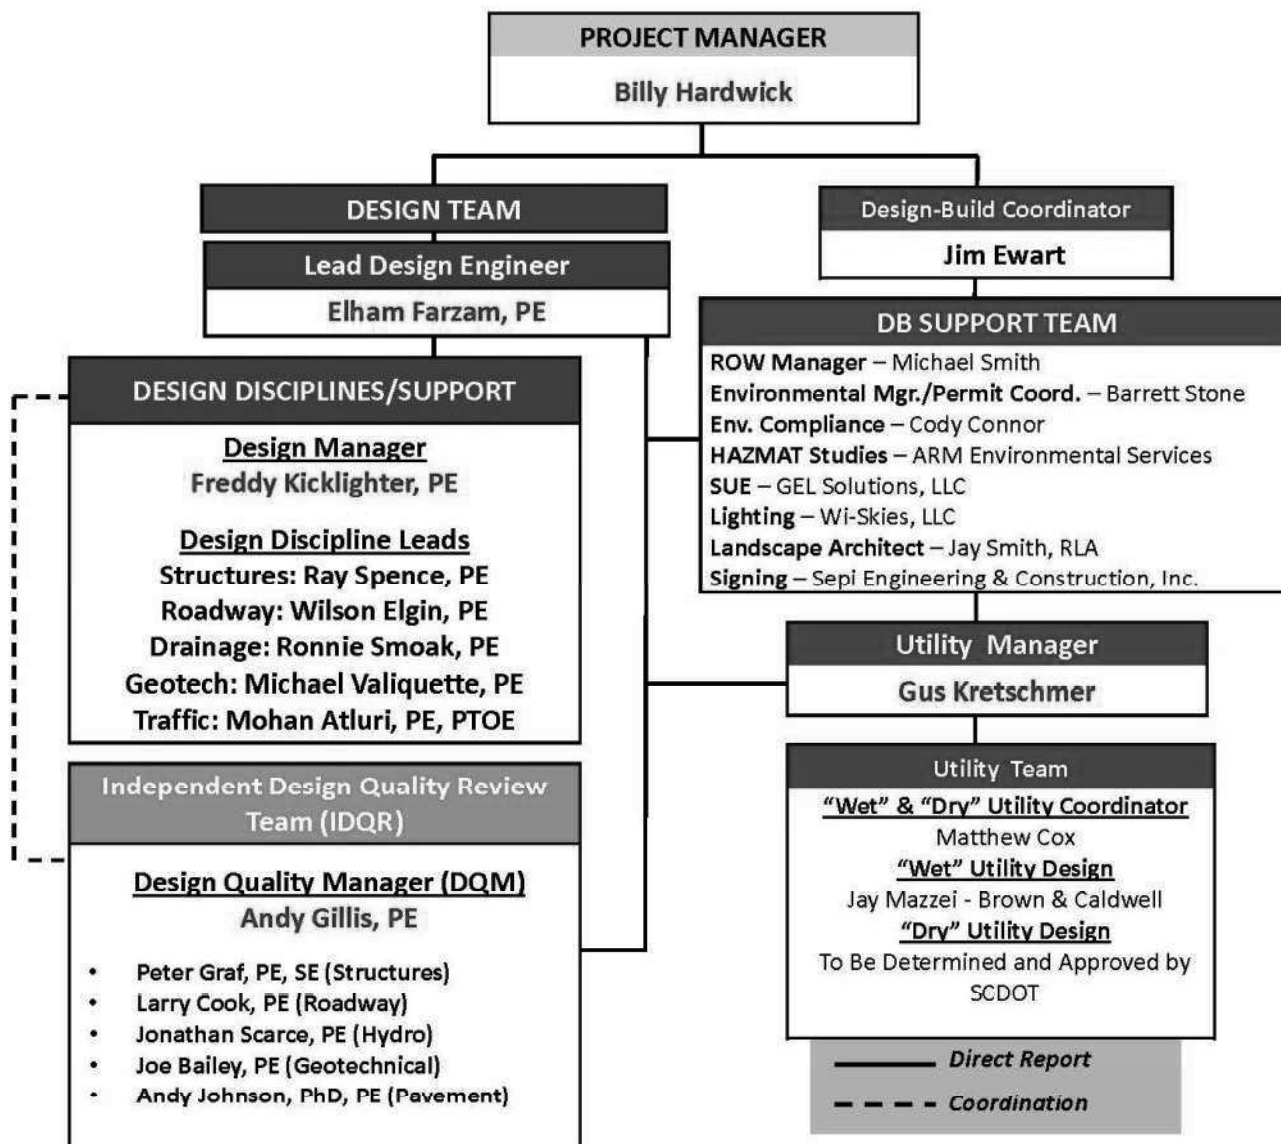 PROJECT MANAGER
Billy Hardwick
DESIGN TEAM
Lead Design Engineer
Elham Farzam, PE
DESIGN DISCIPLINES/SUPPORT
Design Manager
Freddy Kicklighter, PE
Design Discipline Leads
Structures: Ray Spence, PE
Roadway: Wilson Elgin, PE
Drainage: Ronnie Smoak, PE
Geotech: Michael Valiquette, PE
Traffic: Mohan Atluri, PE, PTOE
Independent Design Quality Review
Team (IDQR)
Design Quality Manager (DQM)
Andy Gillis, PE
• Peter Graf, PE, SE (Structures)
• Larry Cook, PE (Roadway)
• Jonathan Scarce, PE (Hydro)
• Joe Bailey, PE (Geotechnical)
• Andy Johnson, PhD, PE (Pavement)
Design-Build Coordinator
Jim Ewart
DB SUPPORT TEAM
ROW Manager – Michael Smith
Environmental Mgr./Permit Coord. – Barrett Stone
Env. Compliance – Cody Connor
HAZMAT Studies – ARM Environmental Services
SUE – GEL Solutions, LLC
Lighting – Wi-Skies, LLC
Landscape Architect – Jay Smith, RLA
Signing – Sepi Engineering & Construction, Inc.
Utility Manager
Gus Kretschmer
Utility Team
“Wet” & “Dry” Utility Coordinator
Matthew Cox
“Wet” Utility Design
Jay Mazzei - Brown & Caldwell
“Dry” Utility Design
To Be Determined and Approved by
SCDOT
Direct Report
Coordination